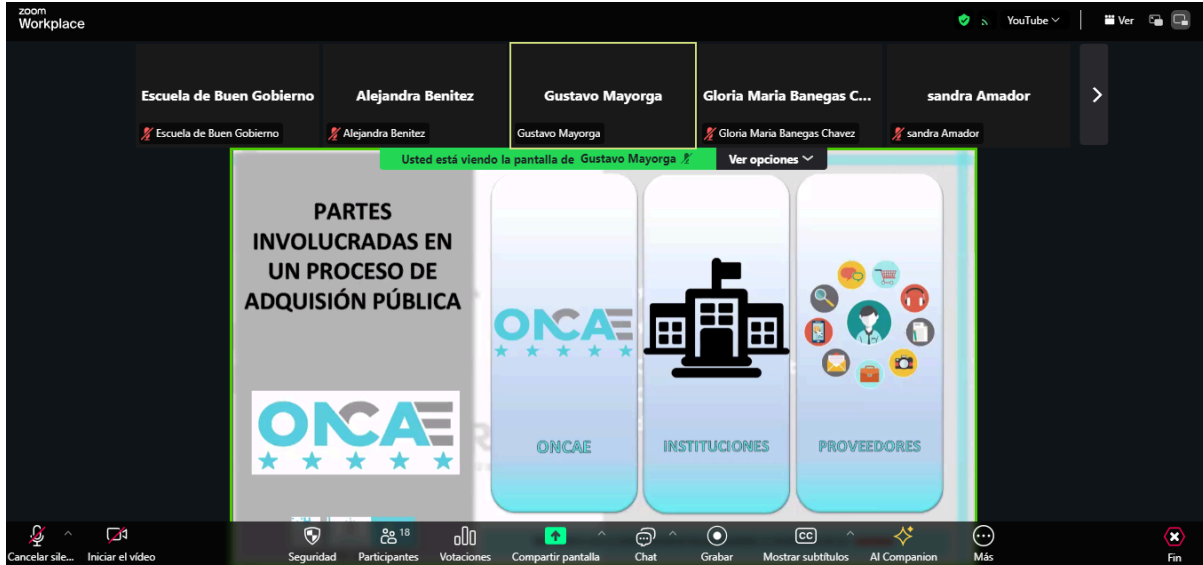 zoom
Workplace
YouTube
Ver
Escuela de Buen Gobierno
Alejandra Benitez
Gustavo Mayorga
Gloria Maria Banegas C...
sandra Amador
Escuela de Buen Gobierno
Alejandra Benitez
Gustavo Mayorga
Gloria Maria Banegas Chavez
sandra Amador
Usted está viendo la pantalla de Gustavo Mayorga
Ver opciones
PARTES
INVOLUCRADAS EN
UN PROCESO DE
ADQUISIÓN PÚBLICA
ONCAE
ONCAE
ONCAE
INSTITUCIONES
PROVEEDORES
Cancelar sile...
Iniciar el vídeo
Seguridad
18
Participantes
Votaciones
Compartir pantalla
Chat
Grabar
CC
Mostrar subtítulos
AI Companion
Más
Fin